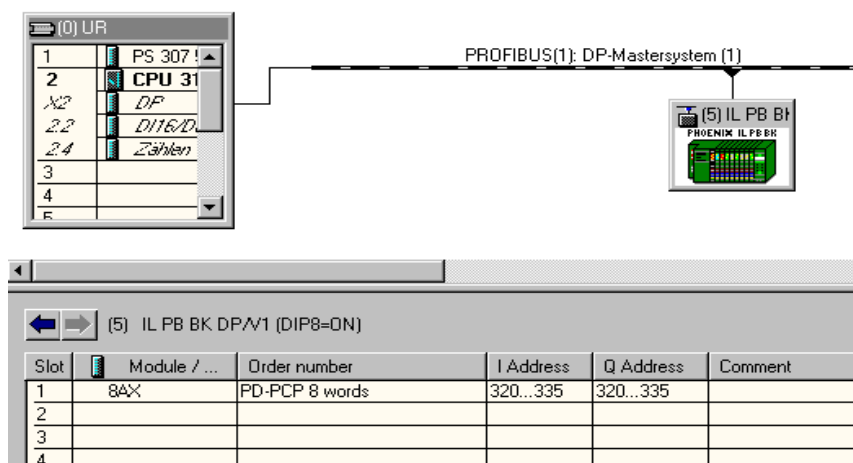 (0) UR
1 PS 307 5
2 CPU 31
X2 DP
2.2 DI16/D
2.4 Zählen
3
4
5
PROFIBUS(1): DP-Mastersystem (1)
(5) IL PB BK
PHOENIX IL PB BK
(5) IL PB BK DP/V1 (DIP8=ON)
Slot Module / ... Order number I Address Q Address Comment
1 8AX PD-PCP 8 words 320...335 320...335
2
3
4